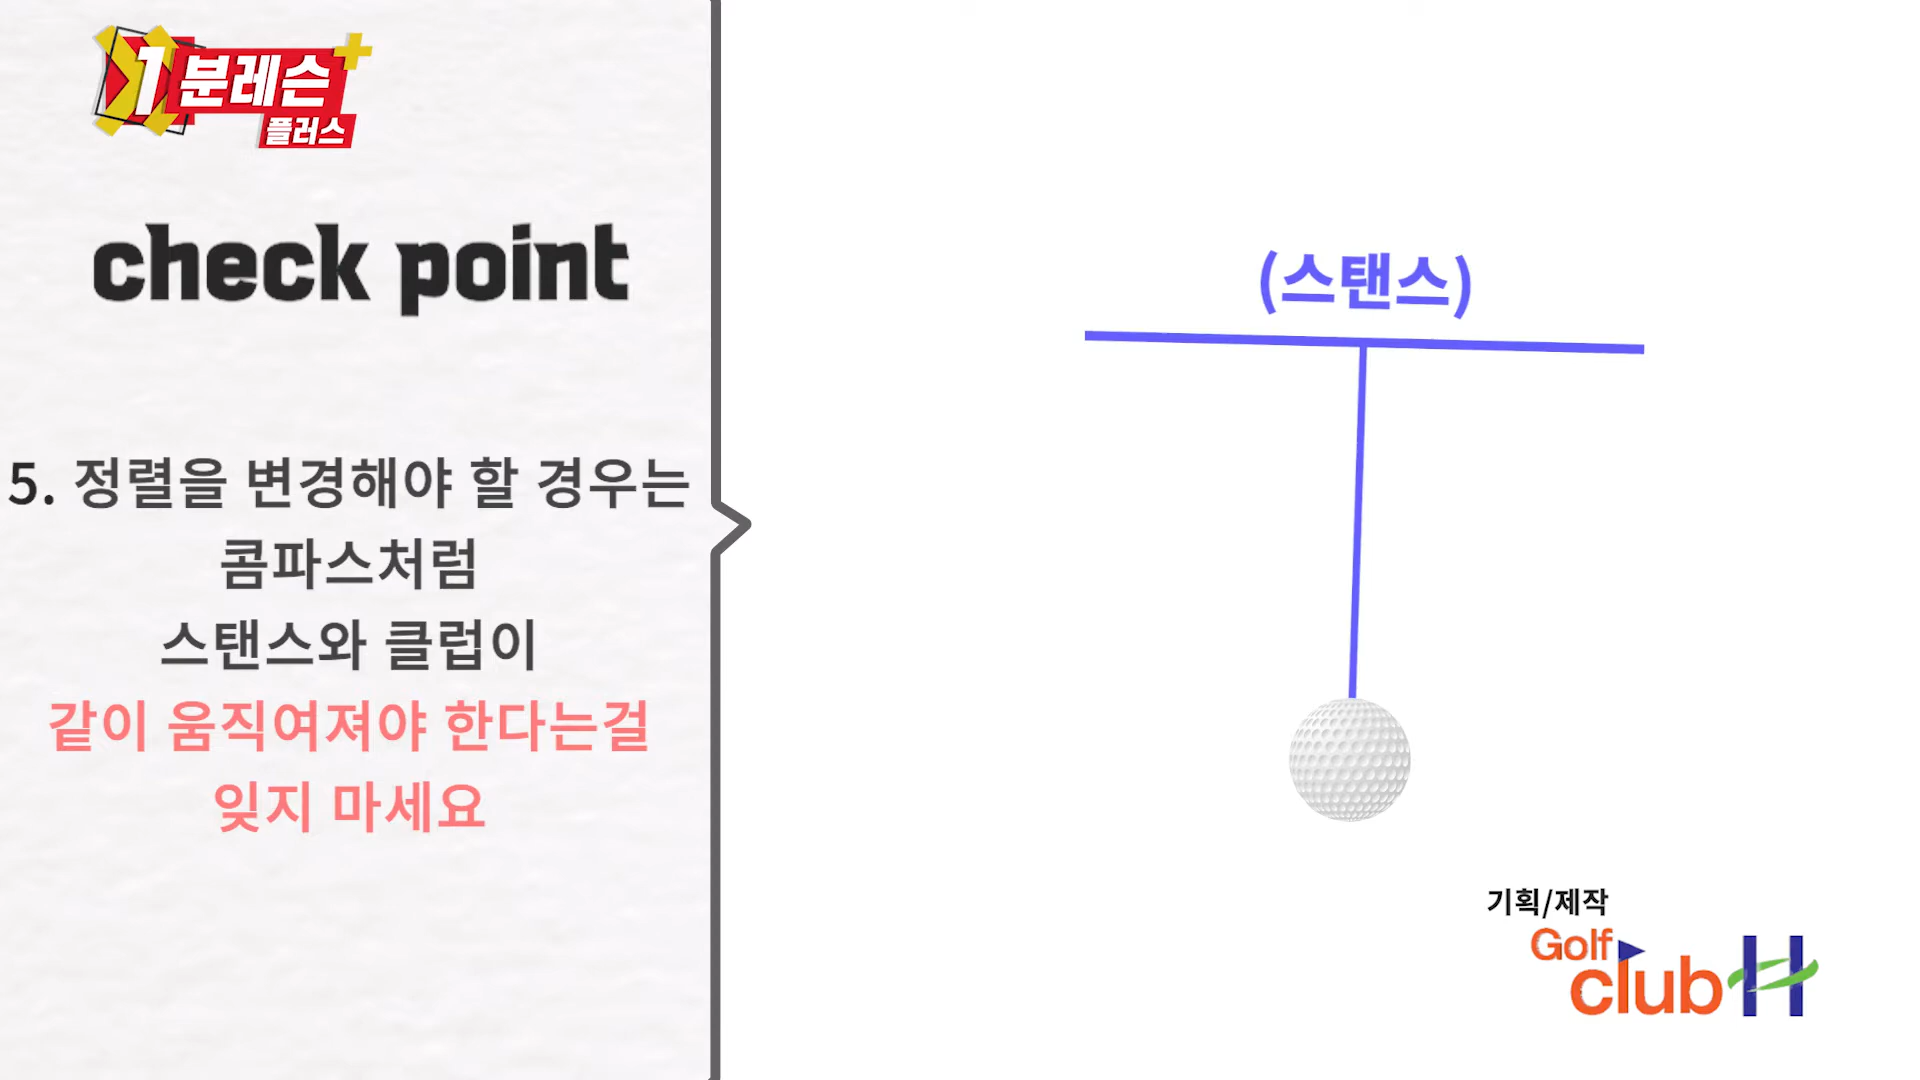 1분레슨+
플러스
check point
5. 정렬을 변경해야 할 경우는
콤파스처럼
스탠스와 클럽이
같이 움직여져야 한다는걸
잊지 마세요
(스탠스)
기획/제작
Golf
club H